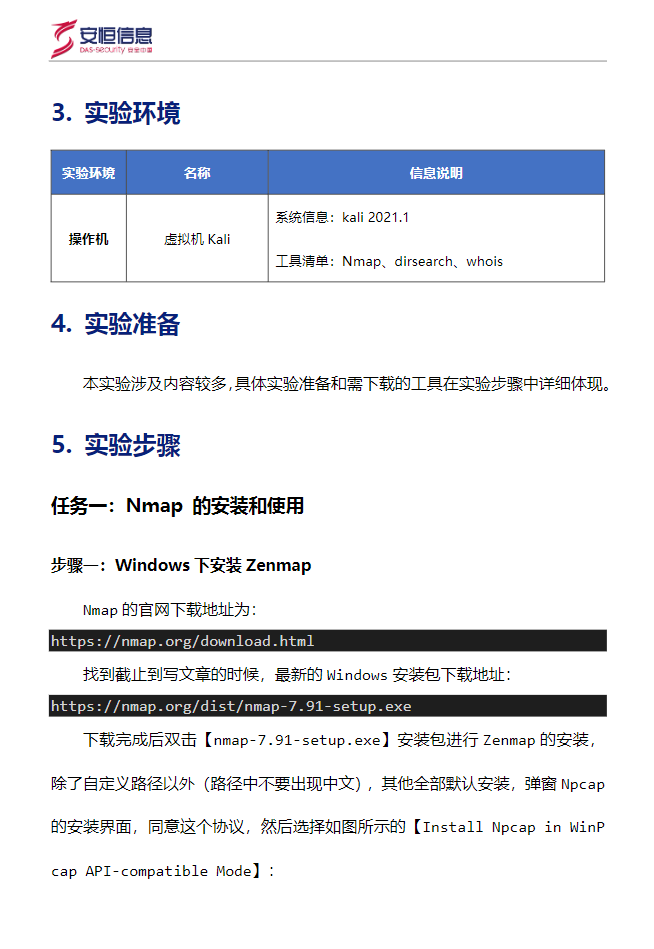 安恒信息
DAS-security 安全中国
3. 实验环境
实验环境 名称 信息说明
操作机 虚拟机 Kali 系统信息：kali 2021.1
工具清单：Nmap、dirsearch、whois
4. 实验准备
本实验涉及内容较多，具体实验准备和需下载的工具在实验步骤中详细体现。
5. 实验步骤
任务一：Nmap 的安装和使用
步骤一：Windows 下安装 Zenmap
Nmap 的官网下载地址为：
https://nmap.org/download.html
找到截止到写文章的时候，最新的 Windows 安装包下载地址：
https://nmap.org/dist/nmap-7.91-setup.exe
下载完成后双击【nmap-7.91-setup.exe】安装包进行 Zenmap 的安装，
除了自定义路径以外（路径中不要出现中文），其他全部默认安装，弹窗 Npcap
的安装界面，同意这个协议，然后选择如图所示的【Install Npcap in WinP
cap API-compatible Mode】：